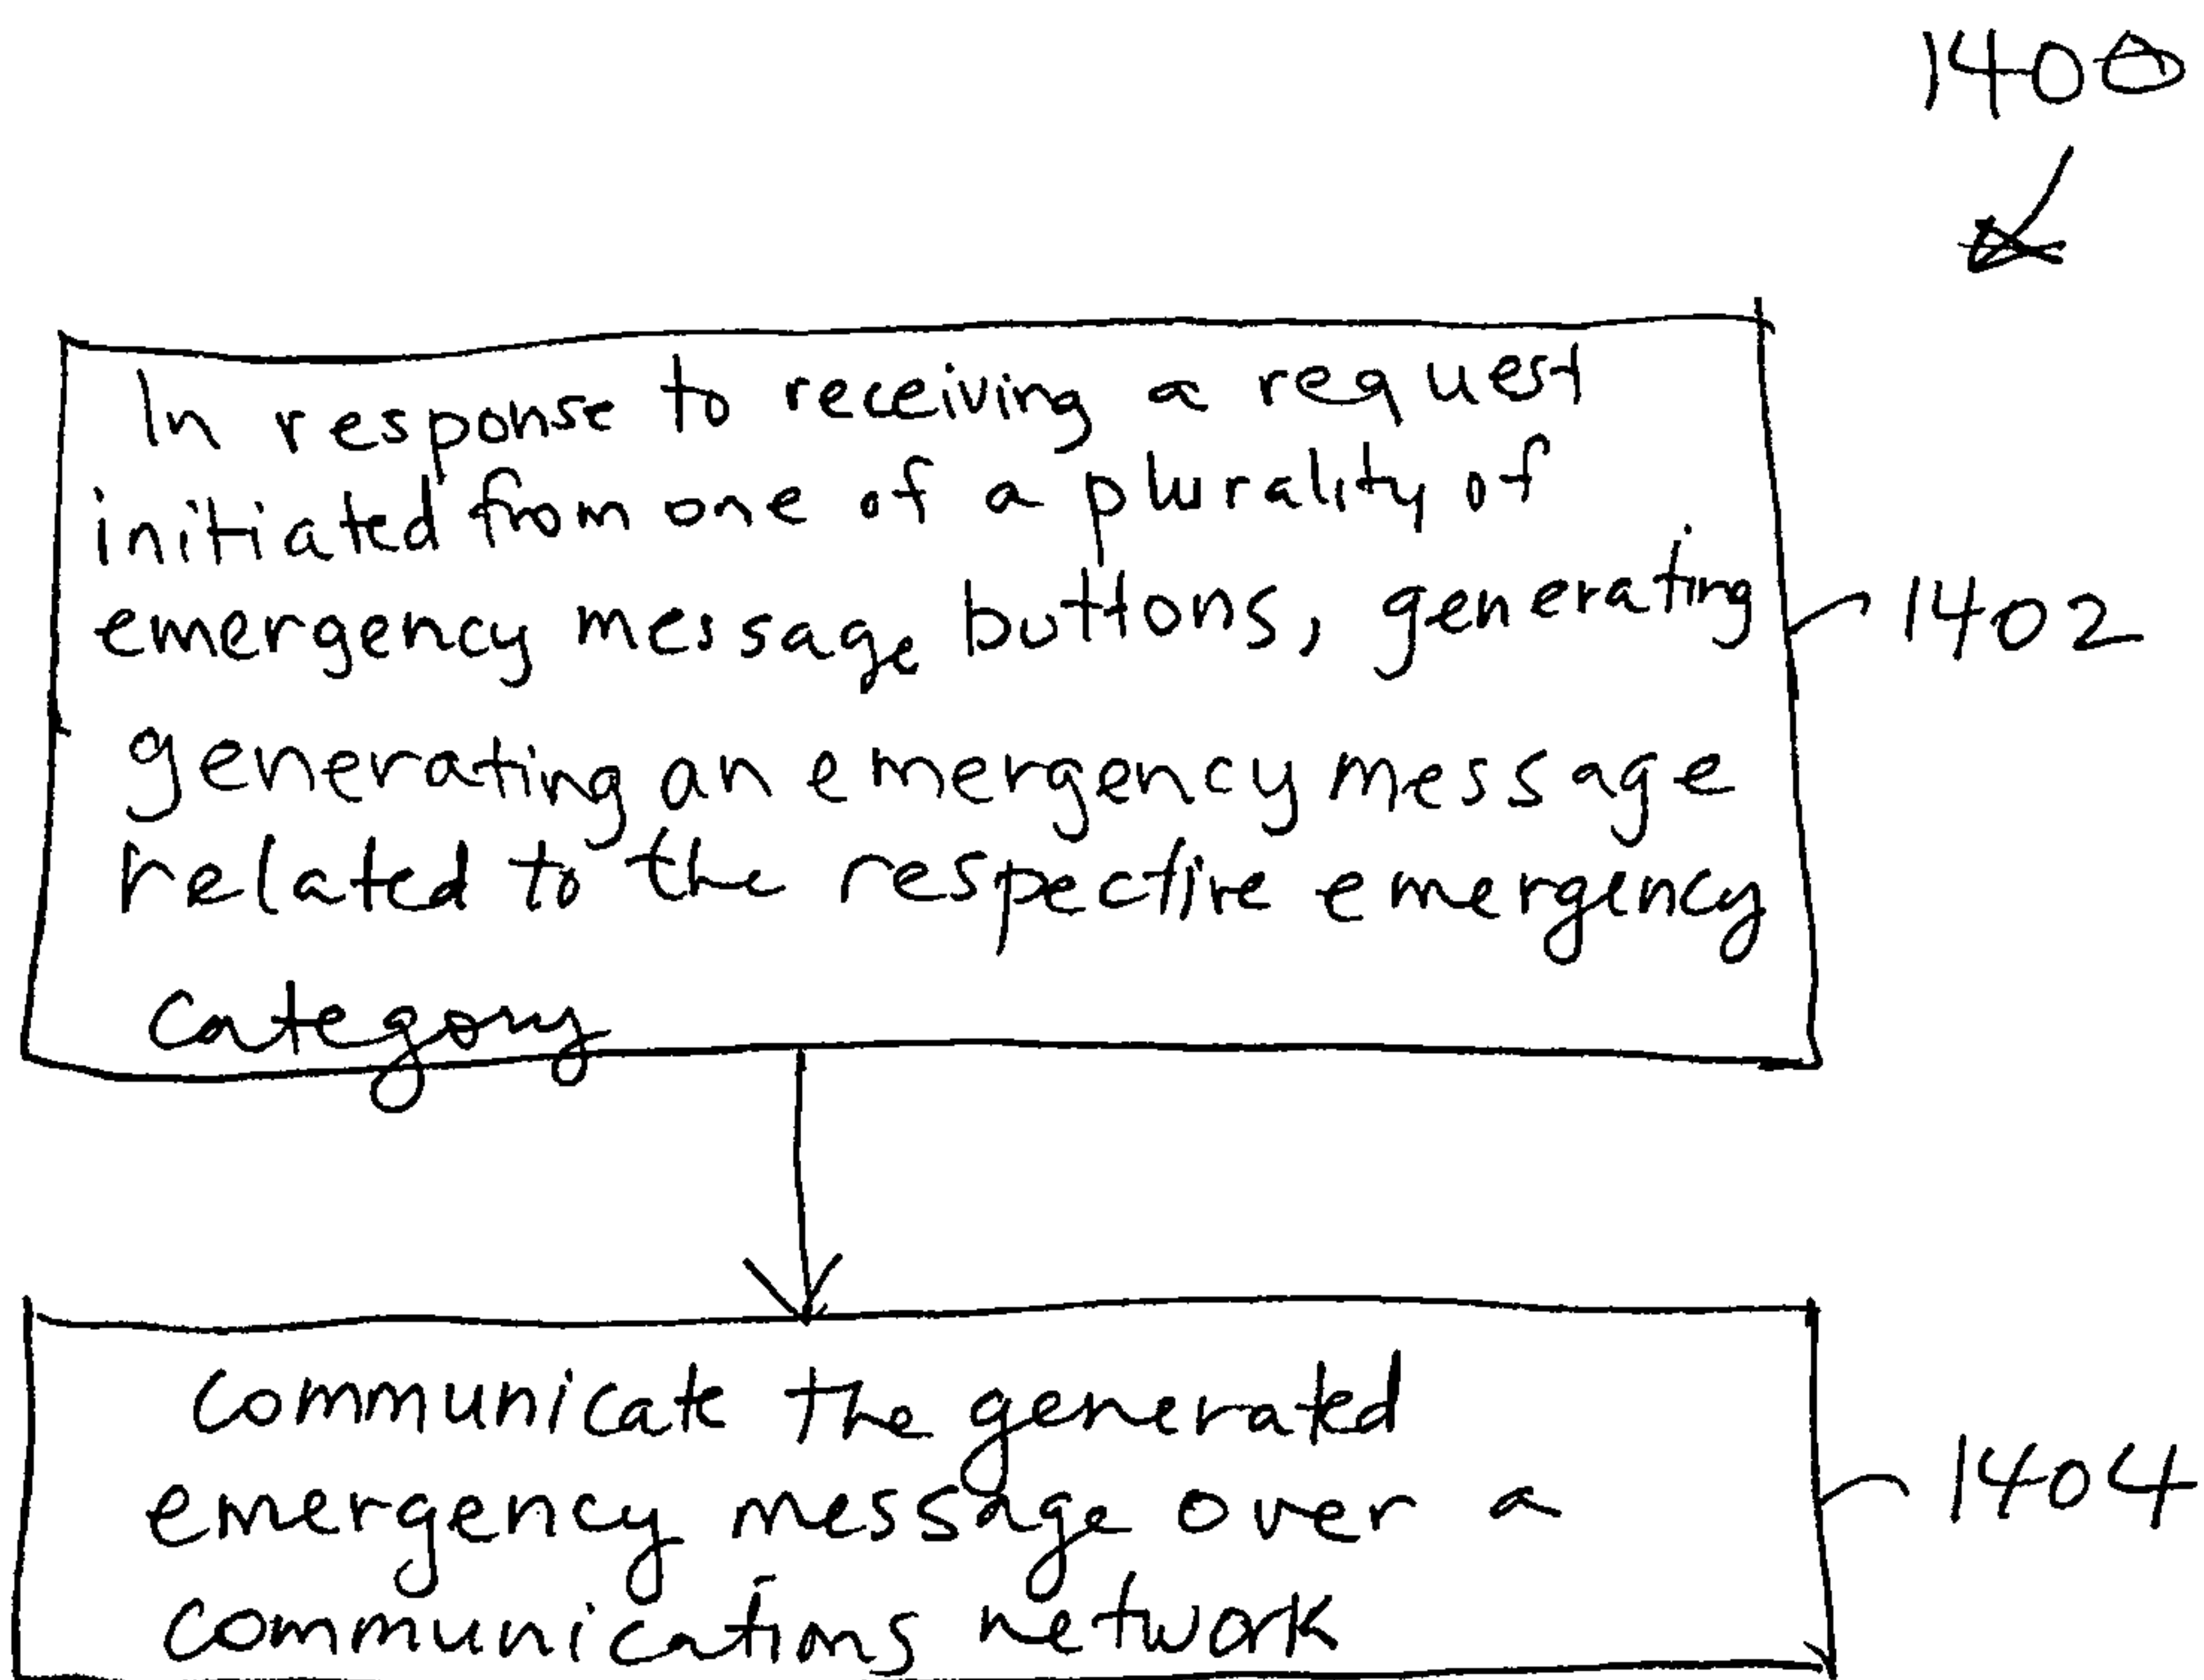 1400
In response to receiving a request
initiated from one of a plurality of
emergency message buttons, generating
1402
generating an emergency message
related to the respective emergency
category
communicate the generated
emergency message over a
1404
communications network